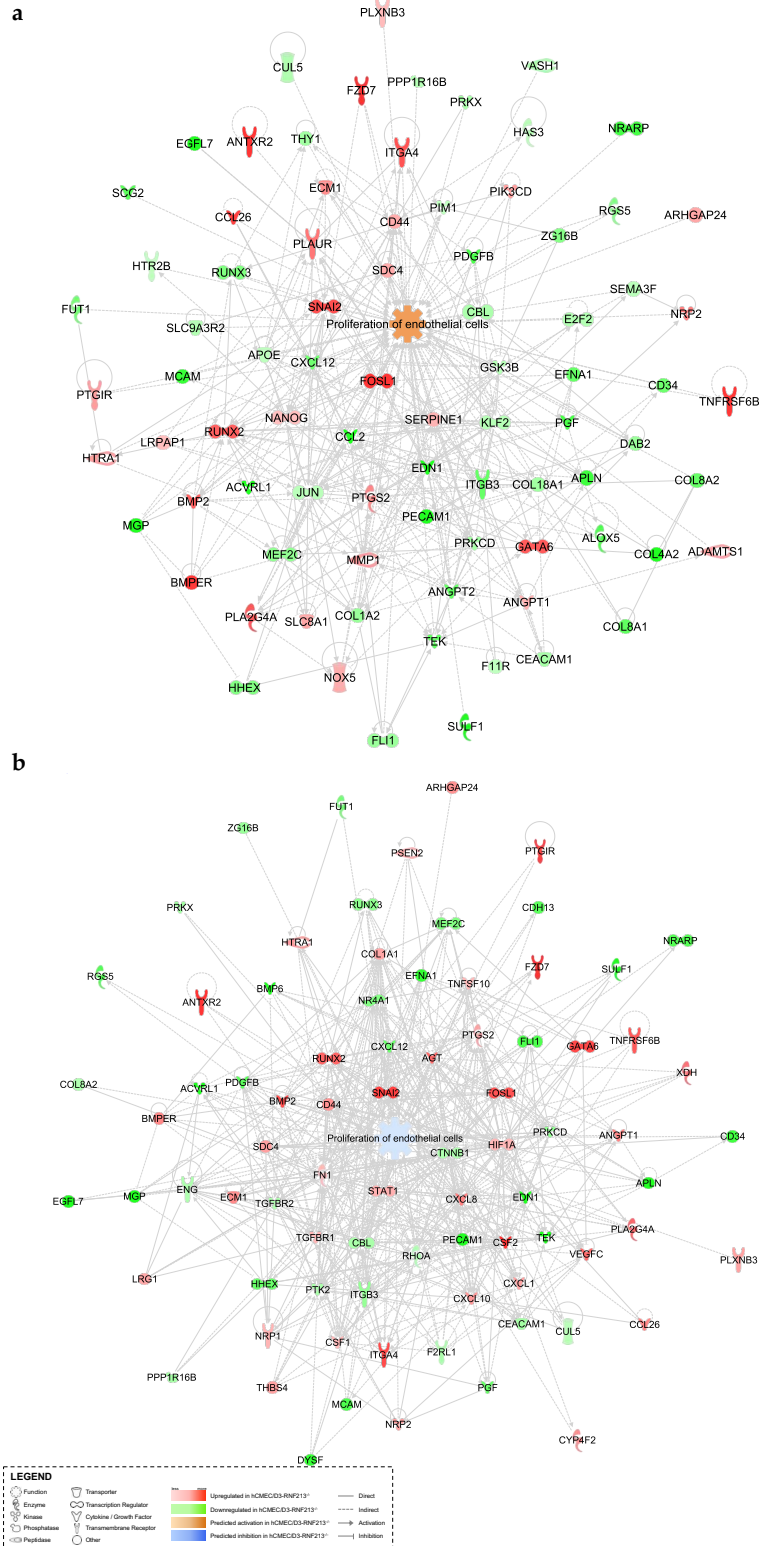 a
PLXNB3
CUL5
VASH1
FZD7
PPP1R16B
PRKX
HAS3
NRARP
EGFL7
ANTXR2
THY1
ITGA4
SCG2
ECM1
PIK3CD
CCL26
CD44
PIM1
RGS5
ARHGAP24
PLAUR
ZG16B
HTR2B
RUNX3
SDC4
PDGFB
SEMA3F
FUT1
SNAI2
CBL
NRP2
SLC9A3R2
Proliferation of endothelial cells
E2F2
APOE
CXCL12
GSK3B
MCAM
FOSL1
EFNA1
CD34
PTGIR
TNFRSF6B
NANOG
SERPINE1
KLF2
PGF
RUNX2
LRPAP1
CCL2
DAB2
HTRA1
EDN1
ACVRL1
ITGB3
COL18A1
APLN
COL8A2
BMP2
JUN
PTGS2
MGP
PECAM1
ALOX5
PRKCD
GATA6
COL4A2
ADAMTS1
MEF2C
MMP1
BMPER
ANGPT2
ANGPT1
PLA2G4A
SLC8A1
COL1A2
COL8A1
TEK
F11R
CEACAM1
NOX5
HHEX
SULF1
FLI1
b
ARHGAP24
FUT1
ZG16B
PSEN2
PTGIR
PRKX
RUNX3
CDH13
MEF2C
HTRA1
NRARP
COL1A1
RGS5
EFNA1
TNFSF10
FZD7
SULF1
ANTXR2
BMP6
NR4A1
PTGS2
FLI1
GATA6
TNFRSF6B
CXCL12
RUNX2
AGT
XDH
COL8A2
ACVRL1
PDGFB
SNAI2
FOSL1
BMP2
CD44
BMPER
PRKCD
ANGPT1
CD34
Proliferation of endothelial cells
SDC4
CTNNB1
HIF1A
FN1
APLN
EGFL7
MGP
ENG
ECM1
TGFBR2
STAT1
CXCL8
EDN1
TGFBR1
CBL
PECAM1
CSF2
TEK
PLA2G4A
RHOA
VEGFC
PLXNB3
LRG1
HHEX
PTK2
ITGB3
CXCL1
CXCL10
CEACAM1
CUL5
CCL26
NRP1
CSF1
ITGA4
F2RL1
PPP1R16B
THBS4
PGF
MCAM
NRP2
CYP4F2
DYSF
LEGEND
Function
Enzyme
Kinase
Phosphatase
Peptidase
Transporter
Transcription Regulator
Cytokine / Growth Factor
Transmembrane Receptor
Other
Upregulated in hCMEC/D3-RNF213-/-
Downregulated in hCMEC/D3-RNF213-/-
Predicted activation in hCMEC/D3-RNF213-/-
Predicted inhibition in hCMEC/D3-RNF213-/-
Direct
Indirect
Activation
Inhibition